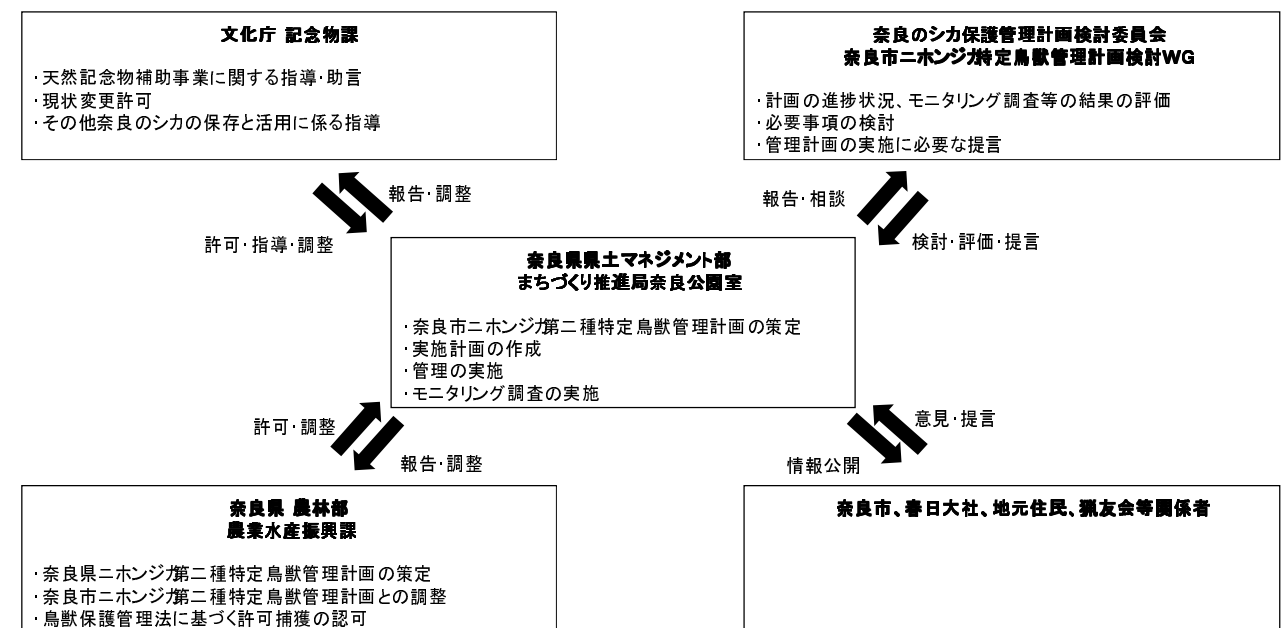 文化庁 記念物課
･天然記念物補助事業に関する指導･助言
･現状変更許可
･その他奈良のシカの保存と活用に係る指導
奈良のシカ保護管理計画検討委員会
奈良市ニホンジカ特定鳥獣管理計画検討WG
･計画の進捗状況、モニタリング調査等の結果の評価
･必要事項の検討
･管理計画の実施に必要な提言
報告･調整
許可･指導･調整
報告･相談
検討･評価･提言
奈良県県土マネジメント部
まちづくり推進局奈良公園室
･奈良市ニホンジカ第二種特定鳥獣管理計画の策定
･実施計画の作成
･管理の実施
･モニタリング調査の実施
許可･調整
報告･調整
意見･提言
情報公開
奈良県 農林部
農業水産振興課
･奈良県ニホンジカ第二種特定鳥獣管理計画の策定
･奈良市ニホンジカ第二種特定鳥獣管理計画との調整
･鳥獣保護管理法に基づく許可捕獲の認可
奈良市、春日大社、地元住民、猟友会等関係者